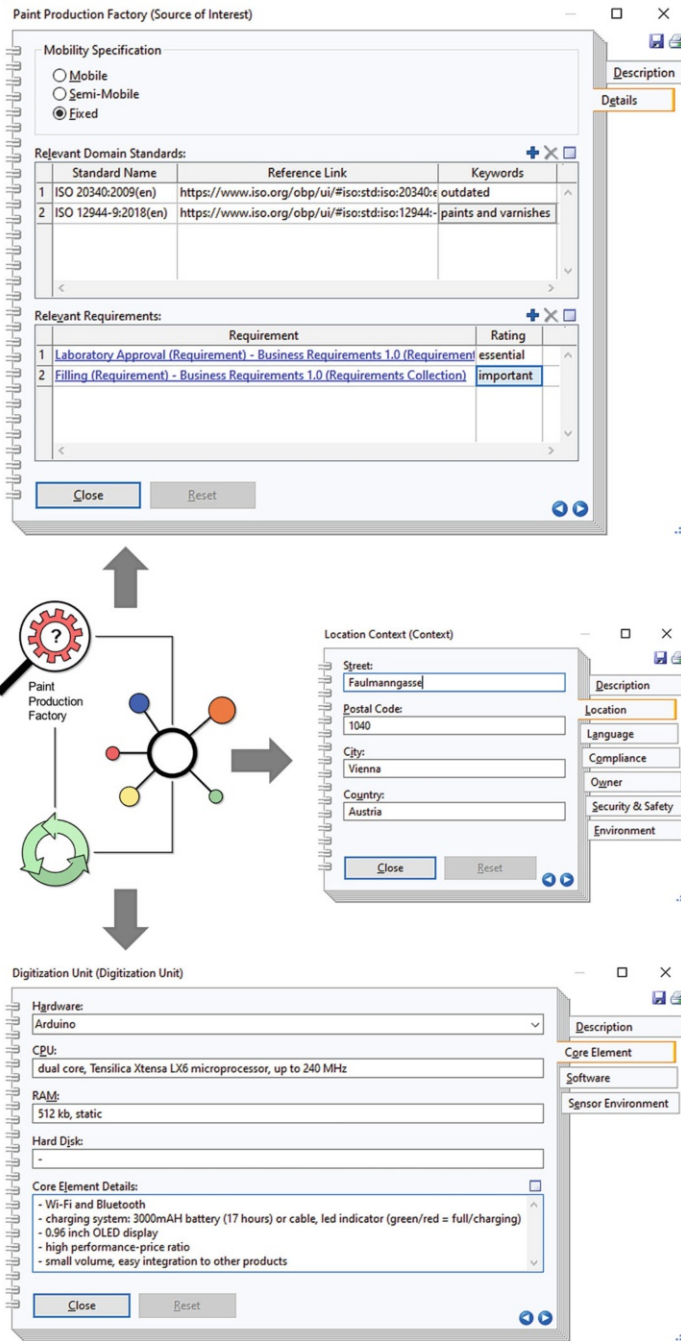 Paint Production Factory (Source of Interest)
Description
Details
Mobility Specification
Mobile
Semi-Mobile
Fixed
Relevant Domain Standards:
Standard Name Reference Link Keywords
1 ISO 20340:2009(en) https://www.iso.org/obp/ui/#iso:std:iso:20340:e outdated
2 ISO 12944-9:2018(en) https://www.iso.org/obp/ui/#iso:std:iso:12944:- paints and varnishes
Relevant Requirements:
Requirement Rating
1 Laboratory Approval (Requirement) - Business Requirements 1.0 (Requirement essential
2 Filling (Requirement) - Business Requirements 1.0 (Requirements Collection) important
Close Reset
?
Paint
Production
Factory
Location Context (Context)
Street:
Faulmanngasse
Postal Code:
1040
City:
Vienna
Country:
Austria
Close Reset
Description
Location
Language
Compliance
Owner
Security & Safety
Environment
Digitization Unit (Digitization Unit)
Hardware:
Arduino
CPU:
dual core, Tensilica Xtensa LX6 microprocessor, up to 240 MHz
RAM:
512 kb, static
Hard Disk:
-
Core Element Details:
- Wi-Fi and Bluetooth
- charging system: 3000mAH battery (17 hours) or cable, led indicator (green/red = full/charging)
- 0.96 inch OLED display
- high performance-price ratio
- small volume, easy integration to other products
Close Reset
Description
Core Element
Software
Sensor Environment